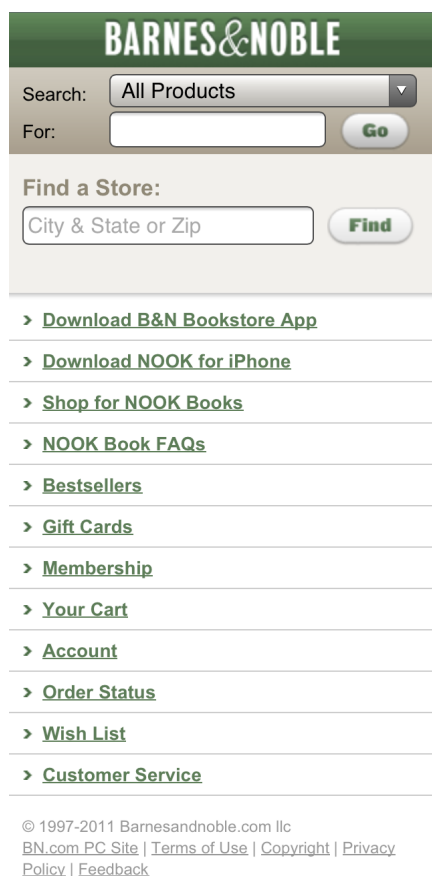 BARNES&NOBLE
Search: All Products
For: Go
Find a Store:
City & State or Zip Find
Download B&N Bookstore App
Download NOOK for iPhone
Shop for NOOK Books
NOOK Book FAQs
Bestsellers
Gift Cards
Membership
Your Cart
Account
Order Status
Wish List
Customer Service
© 1997-2011 Barnesandnoble.com llc
BN.com PC Site | Terms of Use | Copyright | Privacy
Policy | Feedback